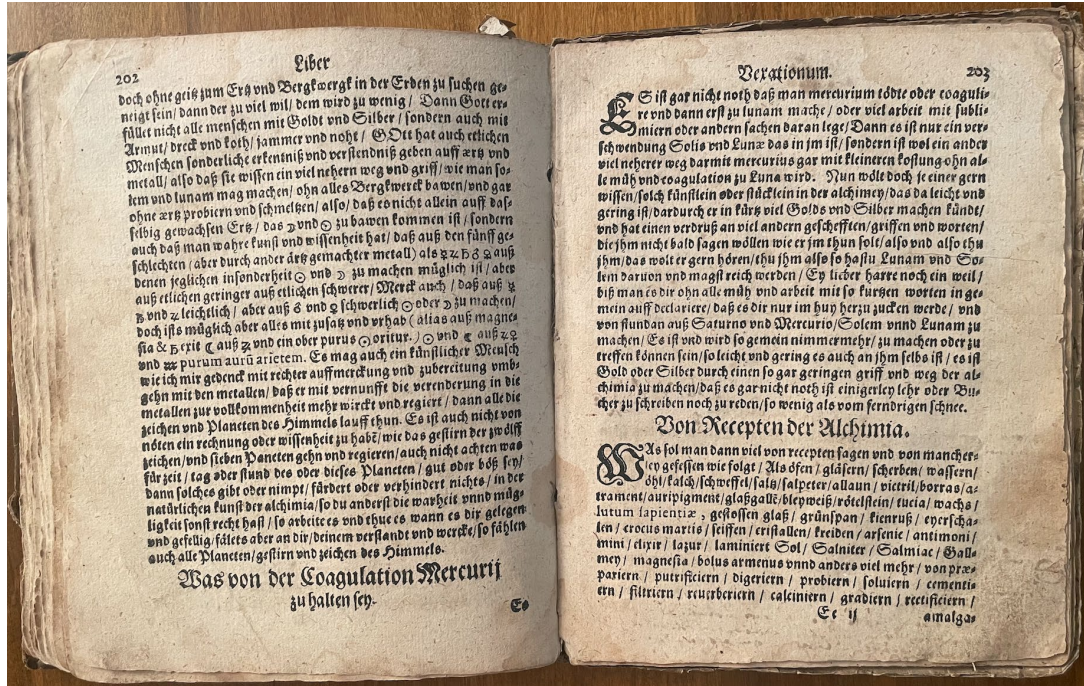 202
Liber
doch ohne geitz zum Ertz vnd Bergkwergk in der Erden zu suchen ge-
neigt sein/ dann der zu viel wil/ dem wird zu wenig/ Dann Gott er-
füllet nicht alle menschen mit Goldt vnd Silber/ sondern auch mit
Armut/ dreck vnd koth/ jammer vnd noht/ GOtt hat auch etlichen
Menschen sonderliche erkentniß vnd verstendniß geben auff ærtz vnd
metall/ also daß sie wissen ein viel nehern weg vnd griff/ wie man so-
lem vnd lunam mag machen/ ohn alles Bergkwerck bawen/ vnd gar
ohne ærtz probiern vnd schmeltzen/ also/ daß es nicht allein auff das-
selbig gewachsen Ertz/ das ☽ vnd ☉ zu bawen kommen ist/ sondern
auch daß man wahre kunst vnd wissenheit hat/ daß auß den fünff ge-
schlechten (aber durch ander ärtz gemachter metal) als ☿ ♃ ♄ ♂ ♀ auß
denen jeglichen insonderheit ☉ vnd ☽ zu machen müglich ist/ aber
auß etlichen geringer auß etlichen schwerer/ Merck auch/ daß auß ☿
♄ vnd ♃ leichtlich/ aber auß ♂ vnd ♀ schwerlich ☉ oder ☽ zu machen/
doch ists müglich aber alles mit zusatz vnd vrhab (alias auß magne-
sia & ♄ exit ☾ auß ♃ vnd ein ober purus ☉ oritur.) ☉ vnd ☾ auß ♃ ♀
vnd purum aurū arietem. Es mag auch ein künstlicher Mensch
wie ich mir gedenck mit rechter auffmerckung vnd zubereitung vmb-
gehn mit den metallen/ daß er mit vernunfft die verenderung in die
metallen zur vollkommenheit mehr wirckt vnd regiert/ dann alle die
zeichen vnd Planeten des Himmels lauff thun. Es ist auch nicht von
nöten ein rechnung oder wissenheit zu habē/ wie das gestirn der zwölff
zeichen/ vnd sieben Paneten gehn vnd regieren/ auch nicht achten was
für zeit/ tag oder stund des oder dieses Planeten/ gut oder böß sey/
dann solches gibt oder nimpt/ fürdert oder verhindert nichts/ in der
natürlichen kunst der alchimia/ so du anderst die warheit vnnd müg-
ligkeit sonst recht hast/ so arbeite es vnd thue es wann es dir gelegen
vnd gefellig/ fälets aber an dir/ deinem verstandt vnd wercke/ so fählen
auch alle Planeten/ gestirn vnd zeichen des Himmels.
Was von der Coagulation Mercurij
zu halten sey.
Es
Vexationum.
203
ES ist gar nicht noth daß man mercurium tödte oder coaguli-
re vnd dann erst zu lunam mache/ oder viel arbeit mit subli-
miern oder andern sachen daran lege/ Dann es ist nur ein ver-
schwendung Solis vnd Lunæ das in jm ist/ sondern ist wol ein ander
viel neherer weg darmit mercurius gar mit kleineren kostung ohn al-
le müh vnd coagulation zu Luna wird. Nun wölt doch je einer gern
wissen/ solch künstlein oder stücklein in der alchimey/ das da leicht vnd
gering ist/ dardurch er in kürtz viel Golds vnd Silber machen kündt/
vnd hat einen verdruß an viel andern geschefften/ griffen vnd worten/
die jhm nicht bald sagen wöllen wie er jm thun solt/ also vnd also thu
jhm/ das wolt er gern hören/ thu jhm also so hastu Lunam vnd So-
lem daruon vnd magst reich werden/ Ey lieber harre noch ein weil/
biß man es dir ohn alle müh vnd arbeit mit so kurtzen worten in ge-
mein auff declariere/ daß es dir nur im huy herzu zucken werde/ vnd
von stundan auß Saturno vnd Mercurio/ Solem vnnd Lunam zu
machen/ Es ist vnd wird so gemein nimmermehr/ zu machen oder zu
treffen können sein/ so leicht vnd gering es auch an jhm selbs ist/ es ist
Gold oder Silber durch einen so gar geringen griff vnd weg der al-
chimia zu machen/ daß es gar nicht noth ist einigerley lehr oder Bü-
cher zu schreiben noch zu reden/ so wenig als vom ferndrigen schnee.
Von Recepten der Alchimia.
WAs sol man dann viel von recepten sagen vnd von mancher-
ley gefessen wie folgt/ Als öfen/ gläsern/ scherben/ wassern/
öhl/ kalch/ schweffel/ saltz/ salpeter/ allaun/ vietril/ borras/ a-
trament/ auripigment/ glaßgallē/ bleyweiß/ rötelstein/ tucia/ wachs/
lutum sapientiæ, gestossen glaß/ grünspan/ kienruß/ eyerscha-
len/ crocus martis/ seiffen/ cristallen/ kreiden/ arsenic/ antimoni/
mini/ elixir/ lazur/ laminiert Sol/ Salniter/ Salmiac/ Gall-
mey/ magnesia/ bolus armenus vnnd anders viel mehr/ von præ-
pariern/ putrificiern/ digeriern/ probiern/ soluiern/ cementi-
ern/ filtriern/ reuerberiern/ calciniern/ gradiern/ rectificiern/
Cc ij
amalga-